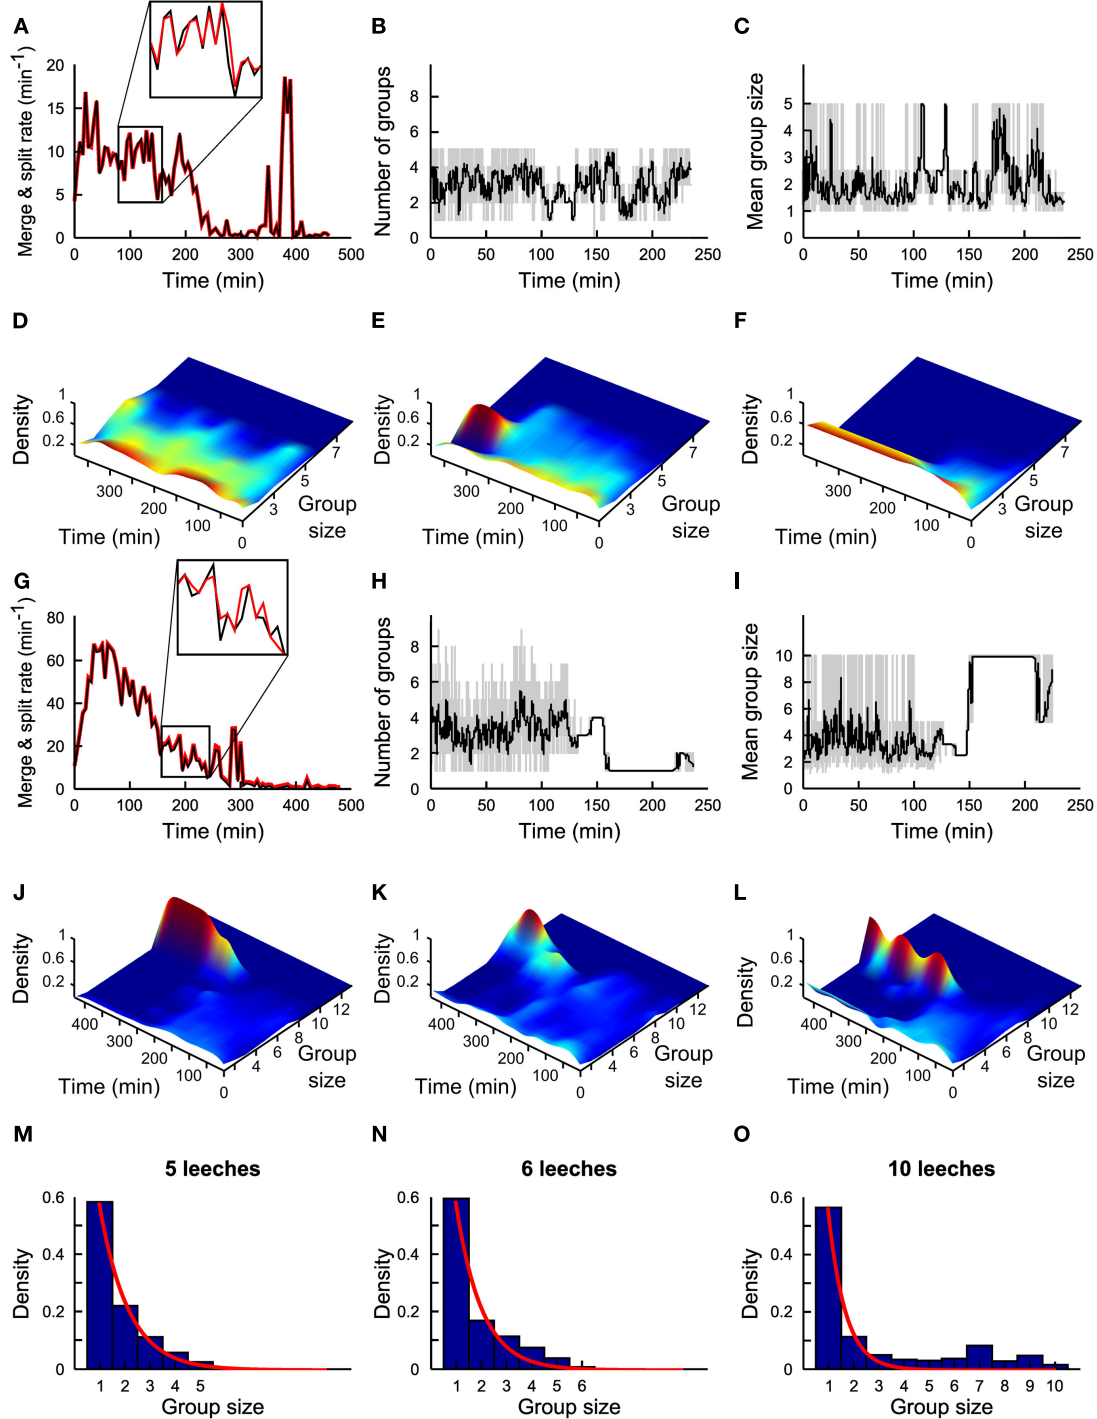 A
B
C
Merge & split rate (min⁻¹)
20
15
10
5
0
0 100 200 300 400 500
Time (min)
Number of groups
8
6
4
2
0
0 50 100 150 200 250
Time (min)
Mean group size
5
4
3
2
1
0
0 50 100 150 200 250
Time (min)
D
E
F
Density
1
0.6
0.2
300
200
100
0
3
5
7
Time (min)
Group
size
Density
1
0.6
0.2
300
200
100
0
3
5
7
Time (min)
Group
size
Density
1
0.6
0.2
300
200
100
0
3
5
7
Time (min)
Group
size
G
H
I
Merge & split rate (min⁻¹)
80
60
40
20
0
0 100 200 300 400 500
Time (min)
Number of groups
8
6
4
2
0
0 50 100 150 200 250
Time (min)
Mean group size
10
8
6
4
2
0
0 50 100 150 200 250
Time (min)
J
K
L
Density
1
0.6
0.2
400
300
200
100
0
4
6
8
10
12
Time (min)
Group
size
Density
1
0.6
0.2
400
300
200
100
0
4
6
8
10
12
Time (min)
Group
size
Density
1
0.6
0.2
400
300
200
100
0
4
6
8
10
12
Time (min)
Group
size
M
N
O
5 leeches
6 leeches
10 leeches
Density
0.6
0.4
0.2
0
1 2 3 4 5
Group size
Density
0.6
0.4
0.2
0
1 2 3 4 5 6
Group size
Density
0.6
0.4
0.2
0
1 2 3 4 5 6 7 8 9 10
Group size